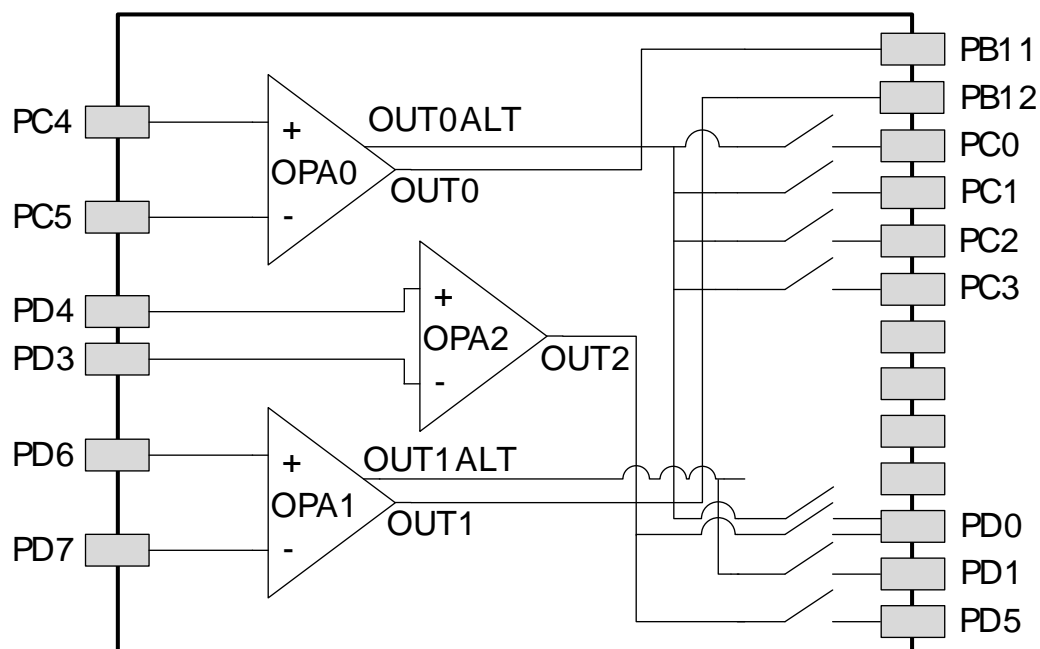 PB11
PC4
+
OUT0ALT
PB12
PC0
OPA0
PC5
-
OUT0
PC1
PC2
PD4
+
PC3
PD3
OPA2
-
OUT2
PD6
+
OUT1ALT
OPA1
PD7
-
OUT1
PD0
PD1
PD5